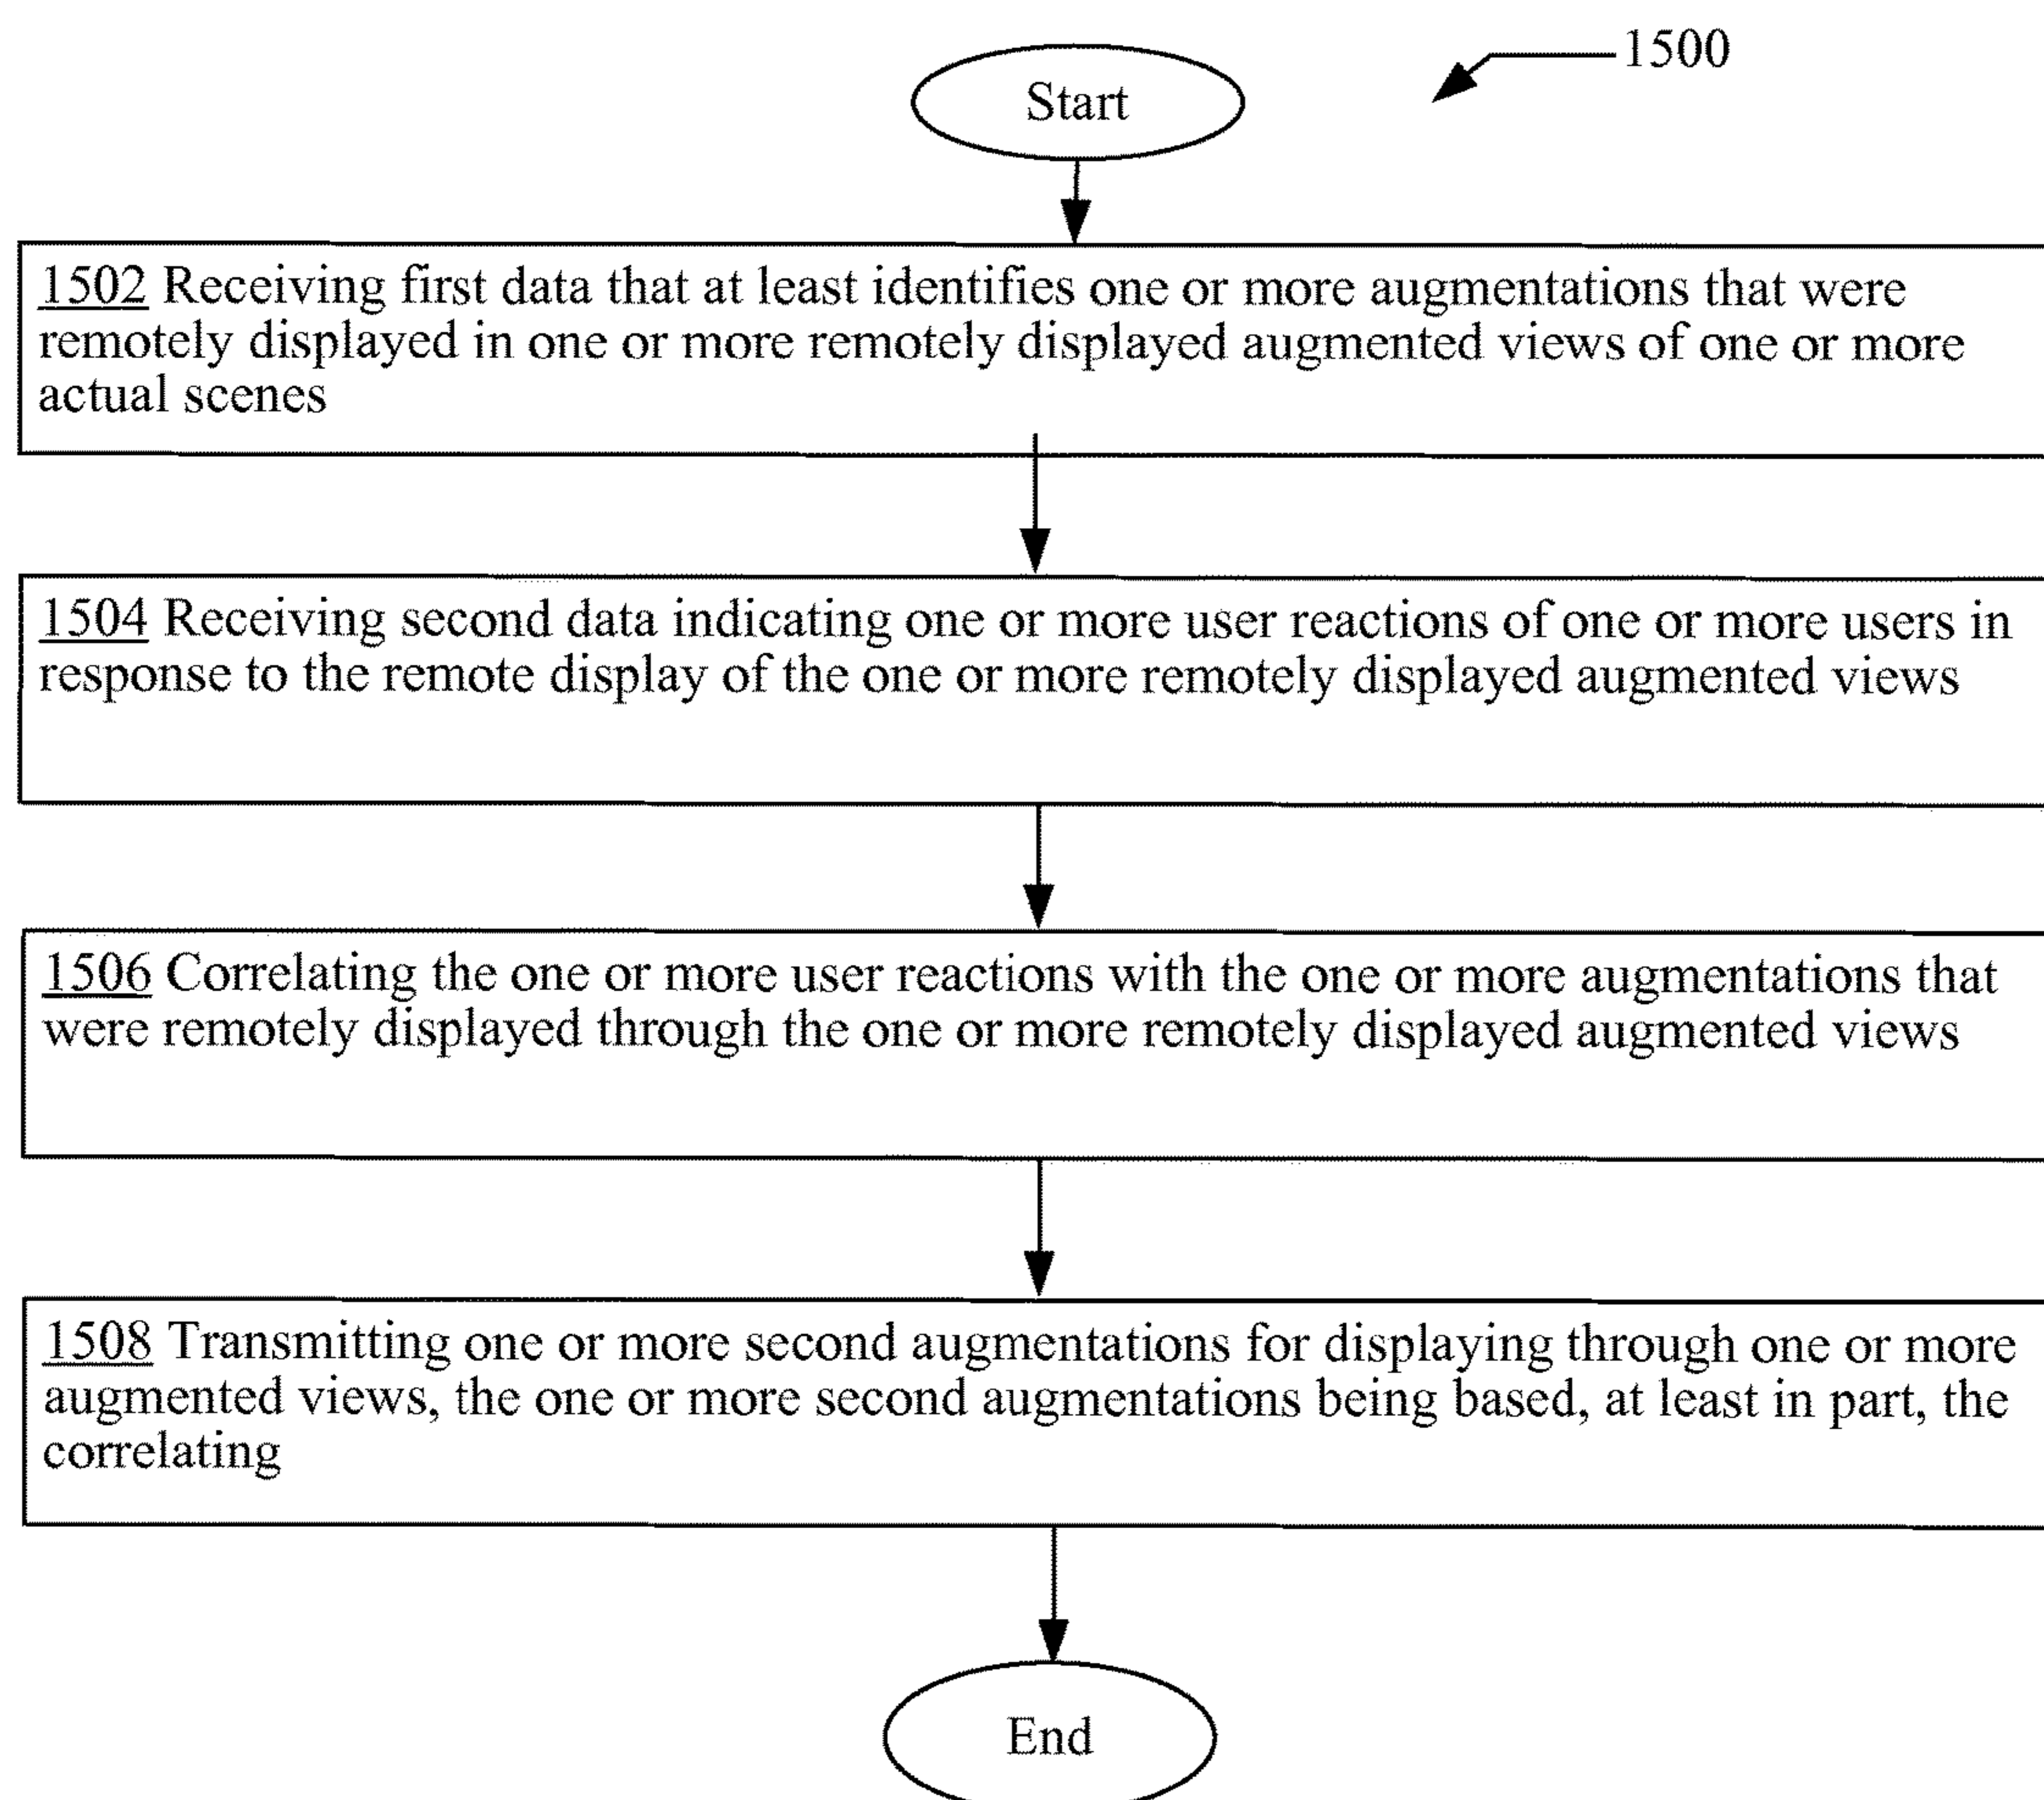 1500
Start
1502 Receiving first data that at least identifies one or more augmentations that were
remotely displayed in one or more remotely displayed augmented views of one or more
actual scenes
1504 Receiving second data indicating one or more user reactions of one or more users in
response to the remote display of the one or more remotely displayed augmented views
1506 Correlating the one or more user reactions with the one or more augmentations that
were remotely displayed through the one or more remotely displayed augmented views
1508 Transmitting one or more second augmentations for displaying through one or more
augmented views, the one or more second augmentations being based, at least in part, the
correlating
End